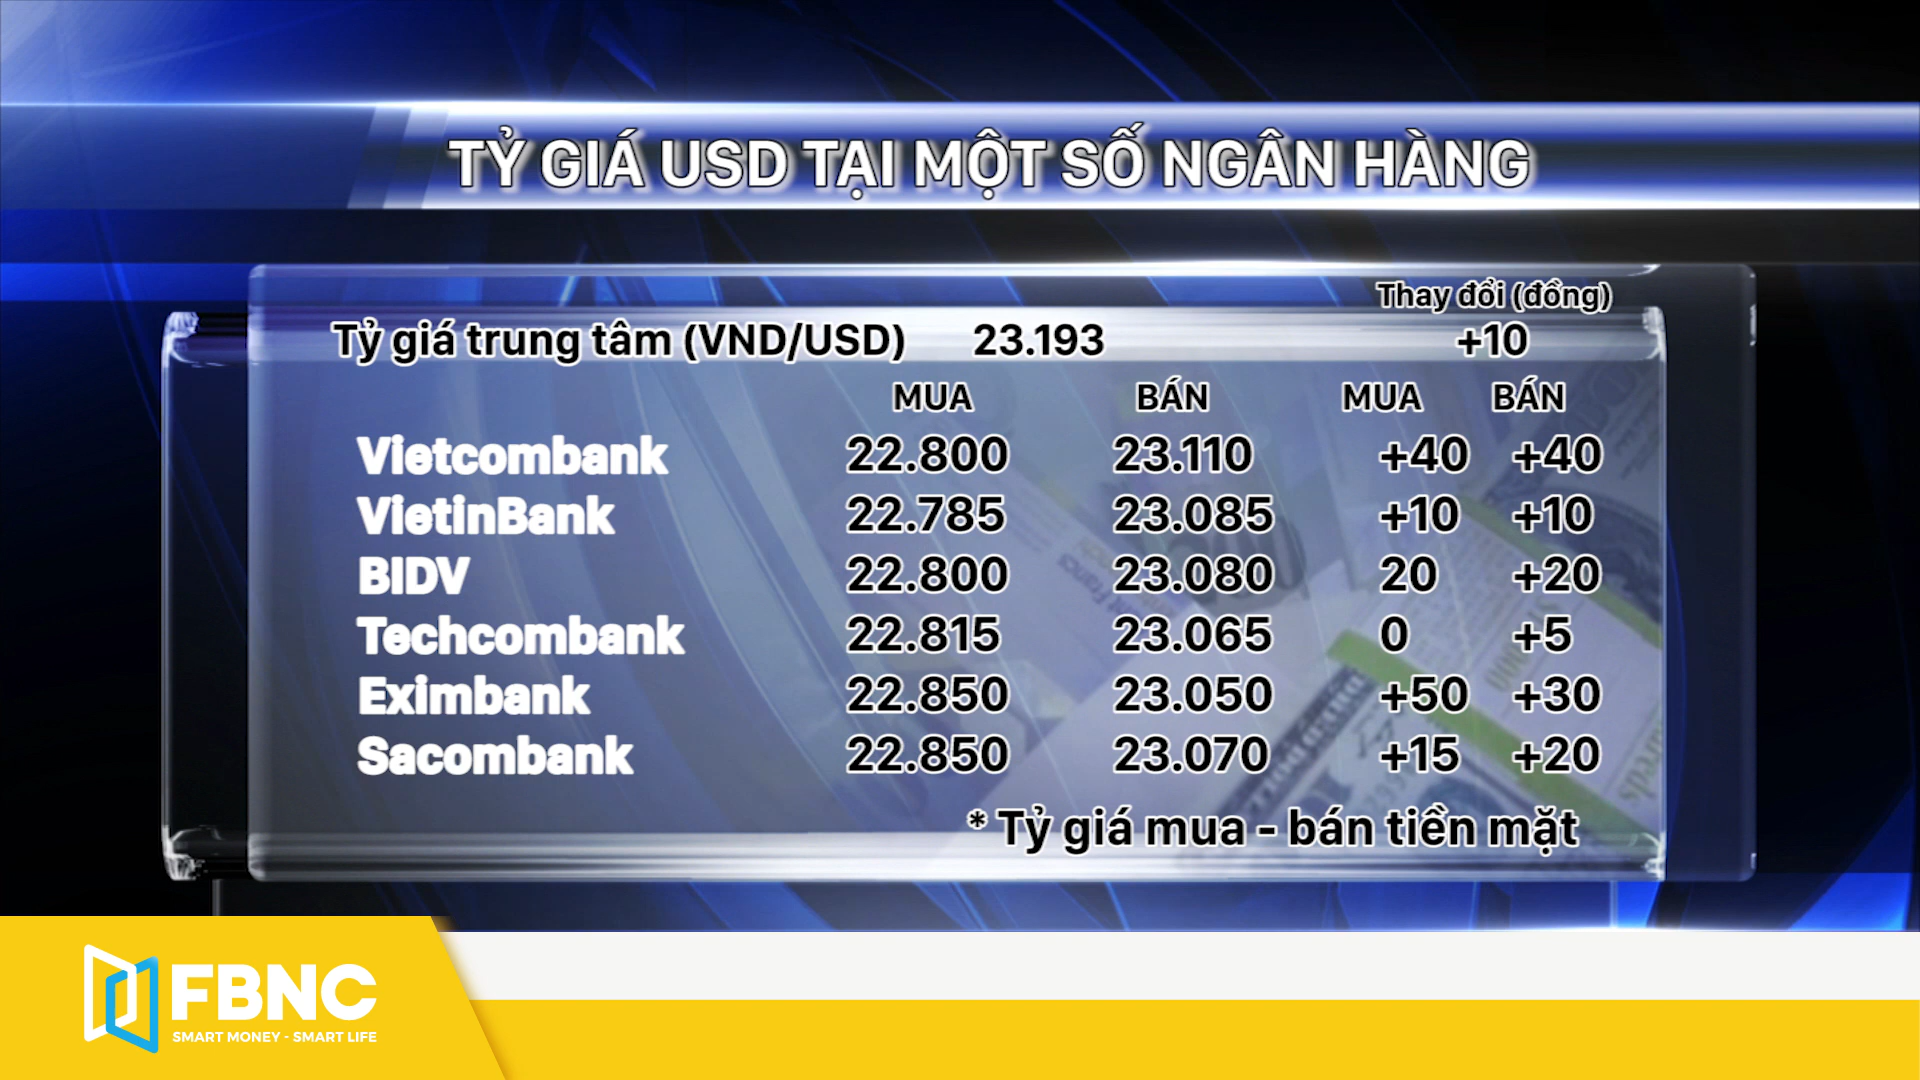 TỶ GIÁ USD TẠI MỘT SỐ NGÂN HÀNG
Thay đổi (đồng)
Tỷ giá trung tâm (VND/USD) 23.193 +10
MUA BÁN MUA BÁN
Vietcombank 22.800 23.110 +40 +40
VietinBank 22.785 23.085 +10 +10
BIDV 22.800 23.080 20 +20
Techcombank 22.815 23.065 0 +5
Eximbank 22.850 23.050 +50 +30
Sacombank 22.850 23.070 +15 +20
* Tỷ giá mua - bán tiền mặt
FBNC
SMART MONEY - SMART LIFE